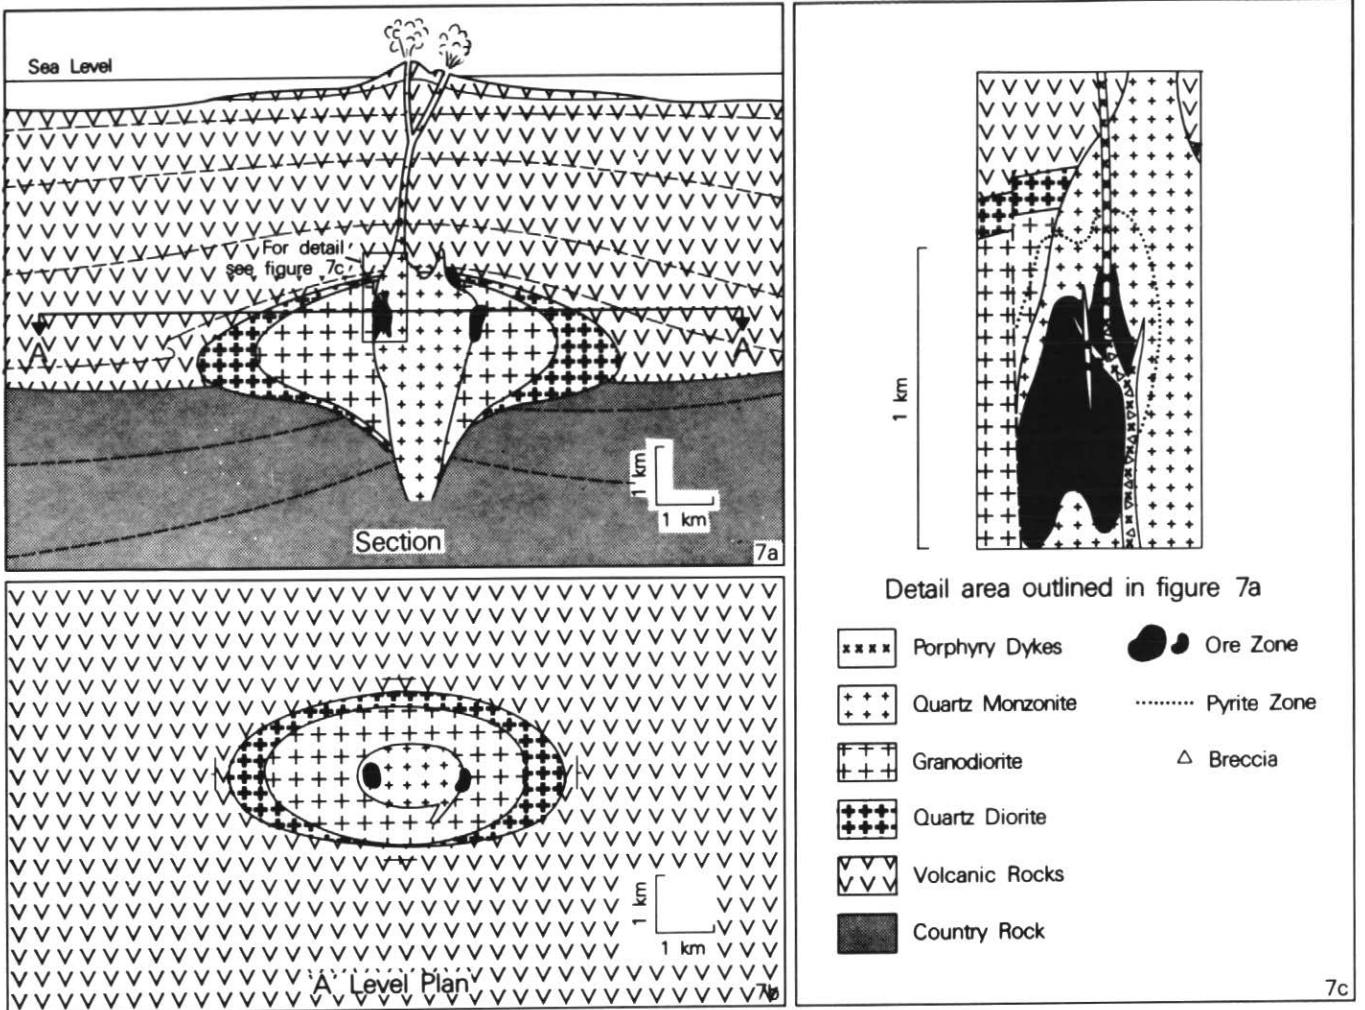 Sea Level
For detail
see figure 7c
A
A
1 km
1 km
Section
7a
1 km
1 km
'A' Level Plan
7b
1 km
Detail area outlined in figure 7a
Porphyry Dykes
Ore Zone
Quartz Monzonite
Pyrite Zone
Granodiorite
Breccia
Quartz Diorite
Volcanic Rocks
Country Rock
7c